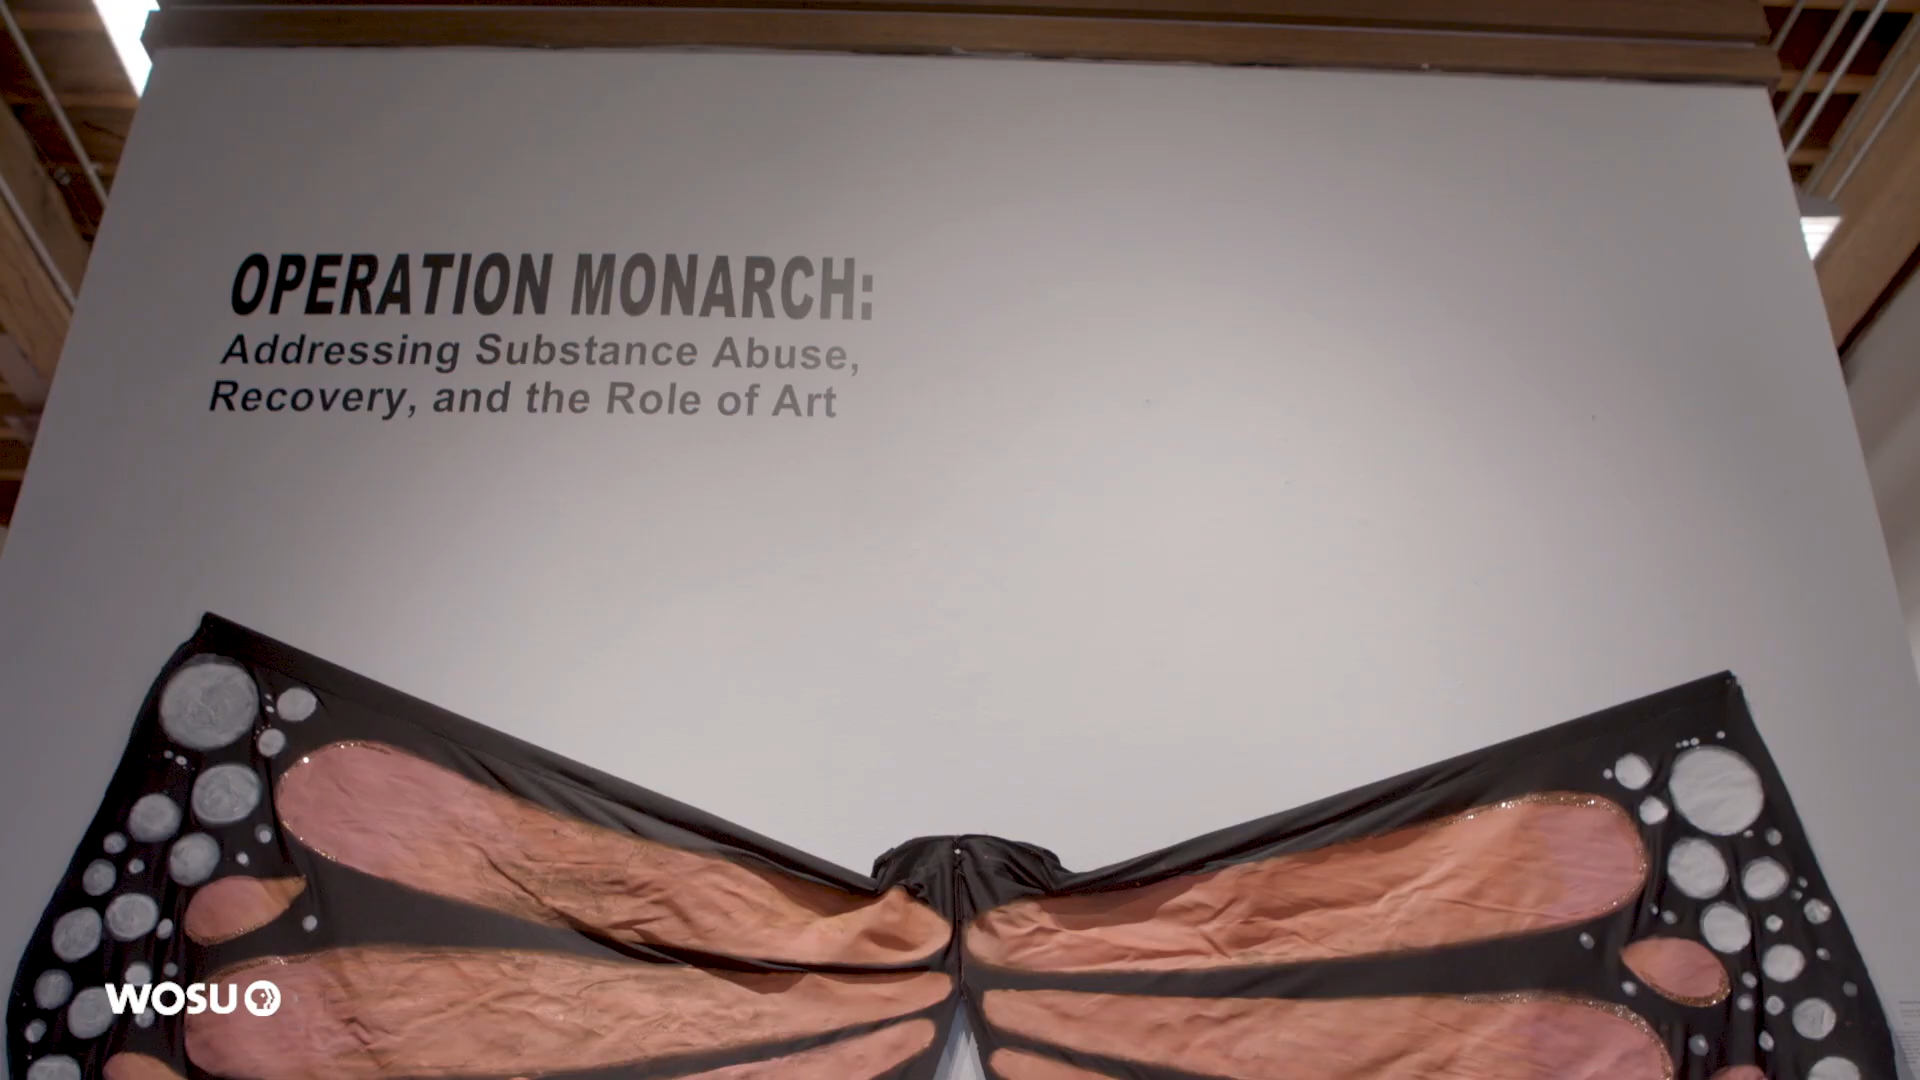 OPERATION MONARCH:
Addressing Substance Abuse,
Recovery, and the Role of Art
WOSU